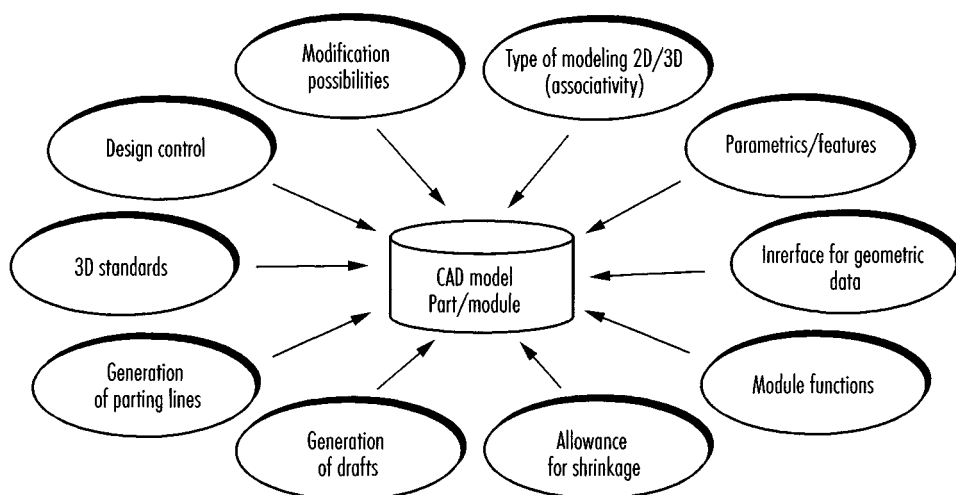 Modification
possibilities
Type of modeling 2D/3D
(associativity)
Design control
Parametrics/features
3D standards
CAD model
Part/module
Inrerface for geometric
data
Generation
of parting lines
Module functions
Generation
of drafts
Allowance
for shrinkage